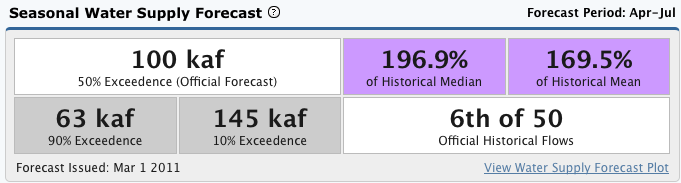 Seasonal Water Supply Forecast ? Forecast Period: Apr-Jul
100 kaf
50% Exceedence (Official Forecast)
196.9%
of Historical Median
169.5%
of Historical Mean
63 kaf
90% Exceedence
145 kaf
10% Exceedence
6th of 50
Official Historical Flows
Forecast Issued: Mar 1 2011
View Water Supply Forecast Plot